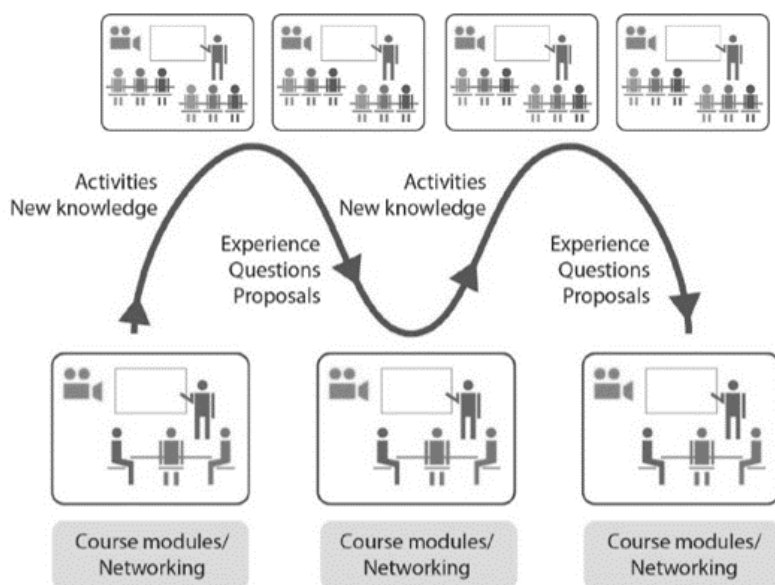 Activities
New knowledge
Experience
Questions
Proposals
Activities
New knowledge
Experience
Questions
Proposals
Course modules/
Networking
Course modules/
Networking
Course modules/
Networking